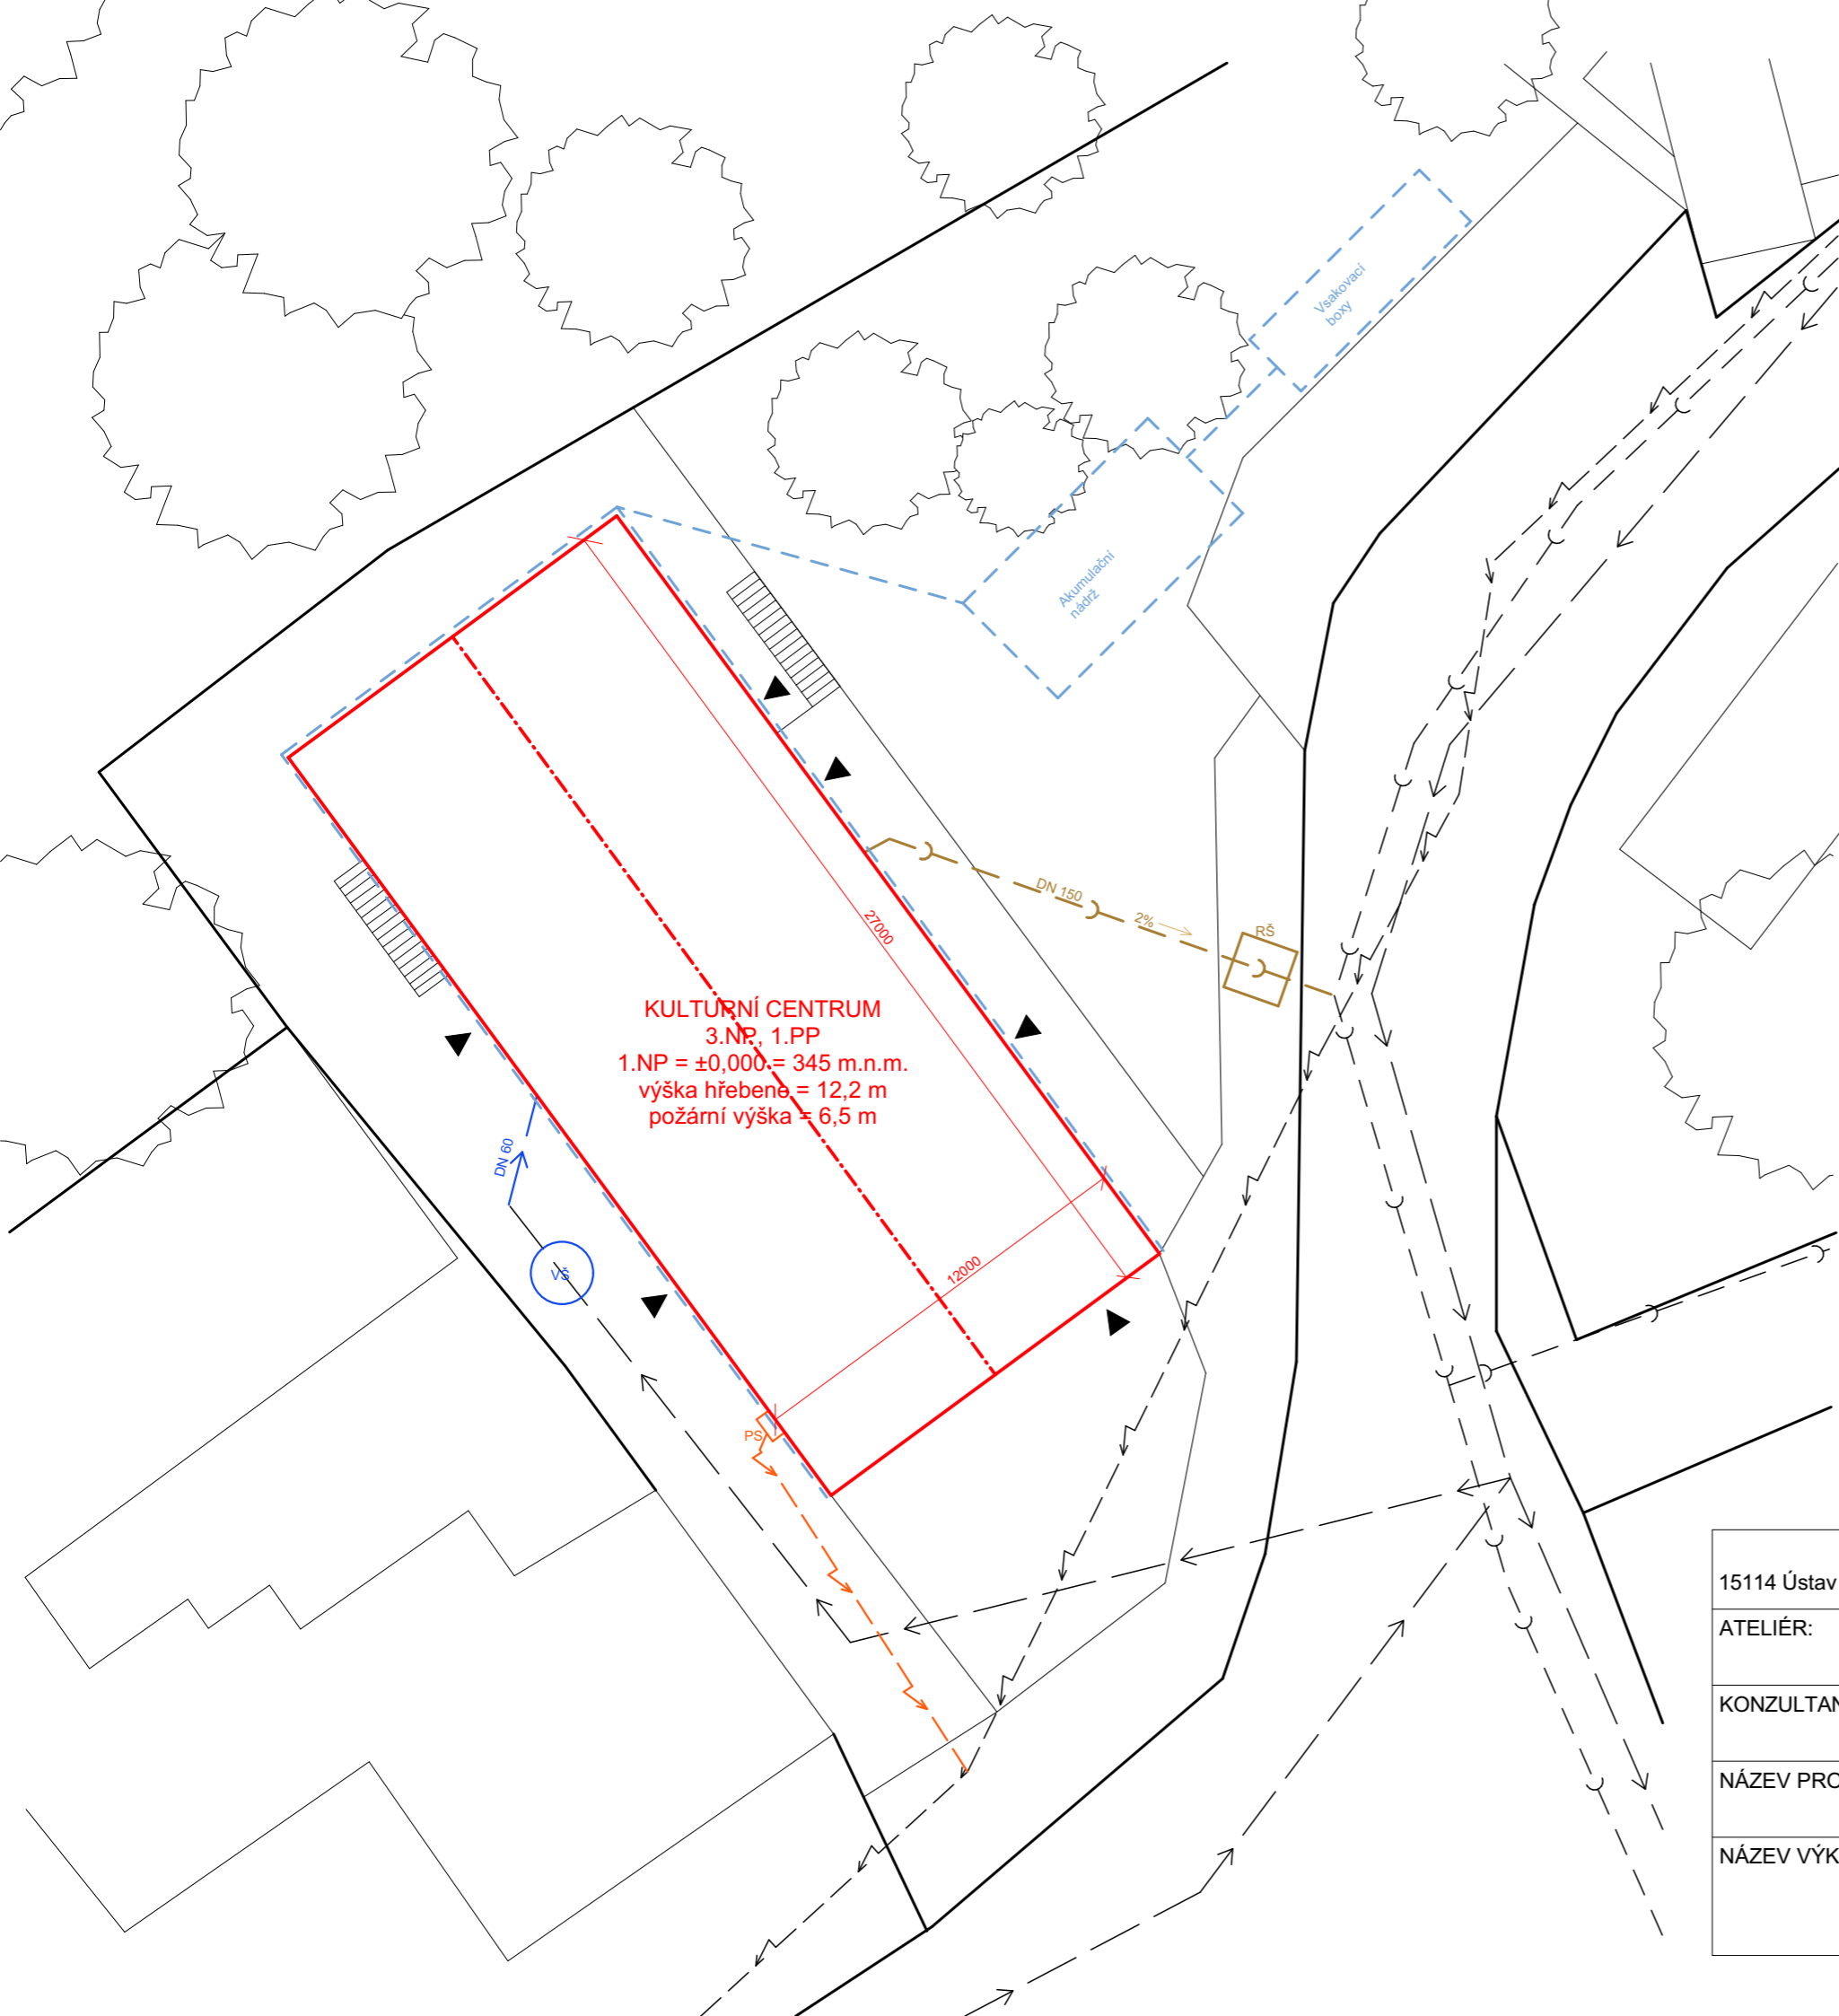 Vsakovací
boxy
Akumulační
nádrž
DN 150
2%
RŠ
27000
KULTURNÍ CENTRUM
3.NP, 1.PP
1.NP = ±0,000 = 345 m.n.m.
výška hřebene = 12,2 m
požární výška = 6,5 m
DN 60
VŠ
12000
PS
15114 Ústav
ATELIÉR:
KONZULTAN
NÁZEV PRO
NÁZEV VÝK